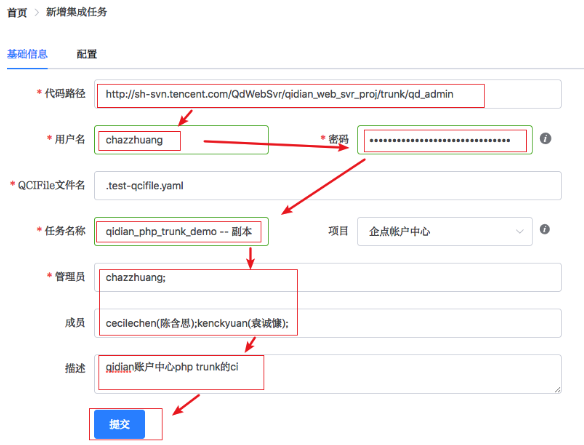 首页 > 新增集成任务
基础信息 配置
* 代码路径 http://sh-svn.tencent.com/QdWebSvr/qidian_web_svr_proj/trunk/qd_admin
* 用户名 chazzhuang * 密码 ••••••••••••••••••••••••••••••
* QCIFile文件名 .test-qcifile.yaml
* 任务名称 qidian_php_trunk_demo -- 副本 项目 企点帐户中心
* 管理员 chazzhuang;
成员 cecilechen(陈含思);kenckyuan(袁诚慷);
描述 qidian账户中心php trunk的ci
提交